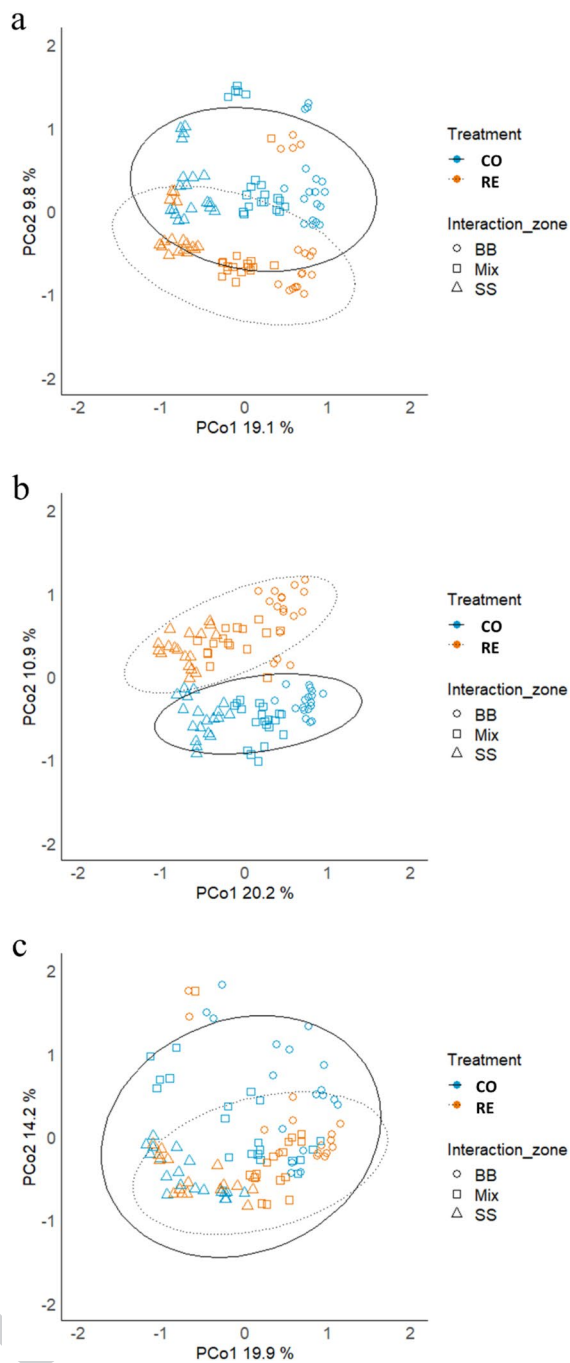 a
2
1
0
-1
-2
PCo2 9.8 %
-2 -1 0 1 2
PCo1 19.1 %
Treatment
CO
RE
Interaction_zone
BB
Mix
SS
b
2
1
0
-1
-2
PCo2 10.9 %
-2 -1 0 1 2
PCo1 20.2 %
Treatment
CO
RE
Interaction_zone
BB
Mix
SS
c
2
1
0
-1
-2
PCo2 14.2 %
-2 -1 0 1 2
PCo1 19.9 %
Treatment
CO
RE
Interaction_zone
BB
Mix
SS